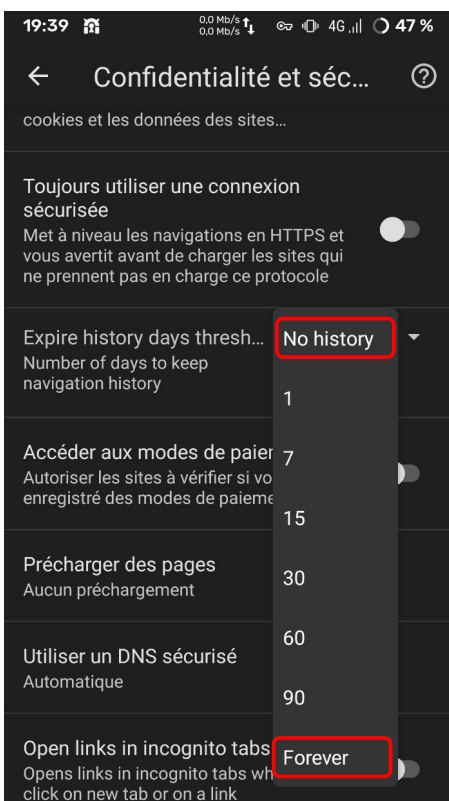 19:39 0,0 Mb/s 4G 47 %
0,0 Mb/s
Confidentialité et séc...
cookies et les données des sites...
Toujours utiliser une connexion
sécurisée
Met à niveau les navigations en HTTPS et
vous avertit avant de charger les sites qui
ne prennent pas en charge ce protocole
Expire history days thresh...
Number of days to keep
navigation history
No history
1
7
15
30
60
90
Forever
Accéder aux modes de paier
Autoriser les sites à vérifier si vo
enregistré des modes de paieme
Précharger des pages
Aucun préchargement
Utiliser un DNS sécurisé
Automatique
Open links in incognito tabs
Opens links in incognito tabs wh
click on new tab or on a link